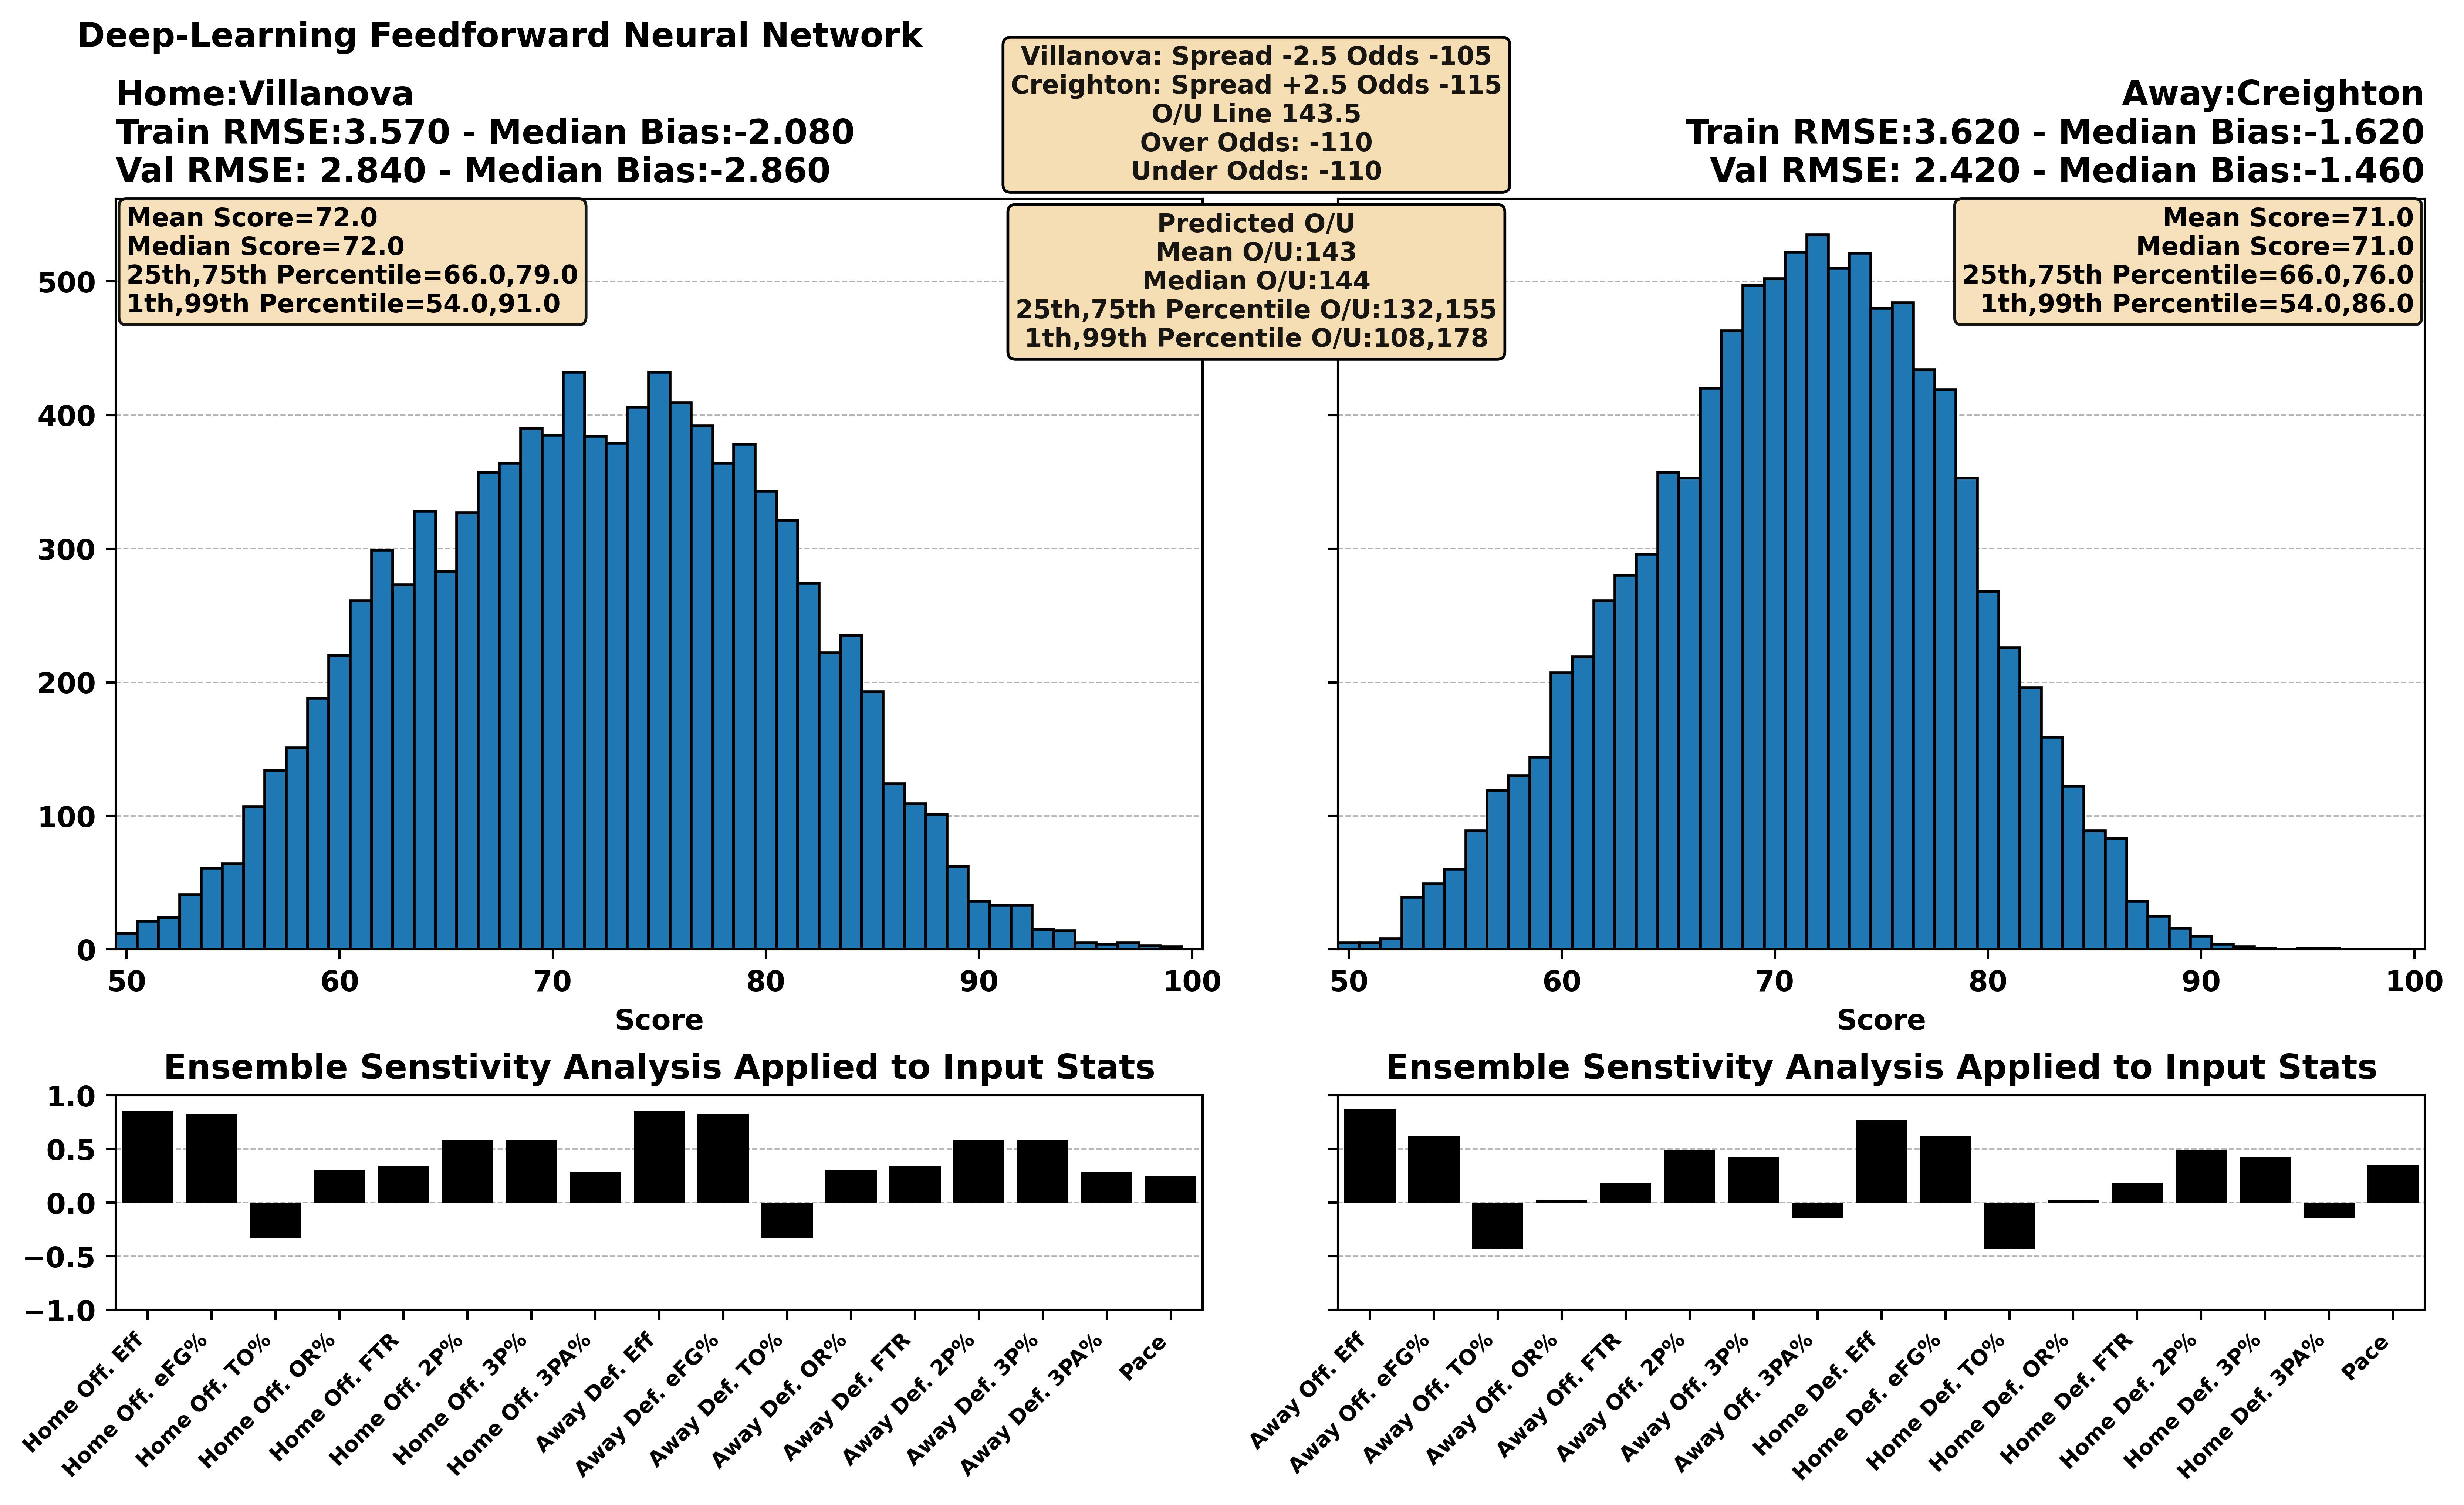 Deep-Learning Feedforward Neural Network
Villanova: Spread -2.5 Odds -105
Creighton: Spread +2.5 Odds -115
O/U Line 143.5
Over Odds: -110
Under Odds: -110
Home:Villanova
Train RMSE:3.570 - Median Bias:-2.080
Val RMSE: 2.840 - Median Bias:-2.860
Away:Creighton
Train RMSE:3.620 - Median Bias:-1.620
Val RMSE: 2.420 - Median Bias:-1.460
Mean Score=72.0
Median Score=72.0
25th,75th Percentile=66.0,79.0
1th,99th Percentile=54.0,91.0
Predicted O/U
Mean O/U:143
Median O/U:144
25th,75th Percentile O/U:132,155
1th,99th Percentile O/U:108,178
Mean Score=71.0
Median Score=71.0
25th,75th Percentile=66.0,76.0
1th,99th Percentile=54.0,86.0
500
400
300
200
100
0
50 60 70 80 90 100
Score
50 60 70 80 90 100
Score
Ensemble Senstivity Analysis Applied to Input Stats
1.0
0.5
0.0
−0.5
−1.0
Home Off. Eff
Home Off. eFG%
Home Off. TO%
Home Off. OR%
Home Off. FTR
Home Off. 2P%
Home Off. 3P%
Home Off. 3PA%
Away Def. Eff
Away Def. eFG%
Away Def. TO%
Away Def. OR%
Away Def. FTR
Away Def. 2P%
Away Def. 3P%
Away Def. 3PA%
Pace
Ensemble Senstivity Analysis Applied to Input Stats
Away Off. Eff
Away Off. eFG%
Away Off. TO%
Away Off. OR%
Away Off. FTR
Away Off. 2P%
Away Off. 3P%
Away Off. 3PA%
Home Def. Eff
Home Def. eFG%
Home Def. TO%
Home Def. OR%
Home Def. FTR
Home Def. 2P%
Home Def. 3P%
Home Def. 3PA%
Pace